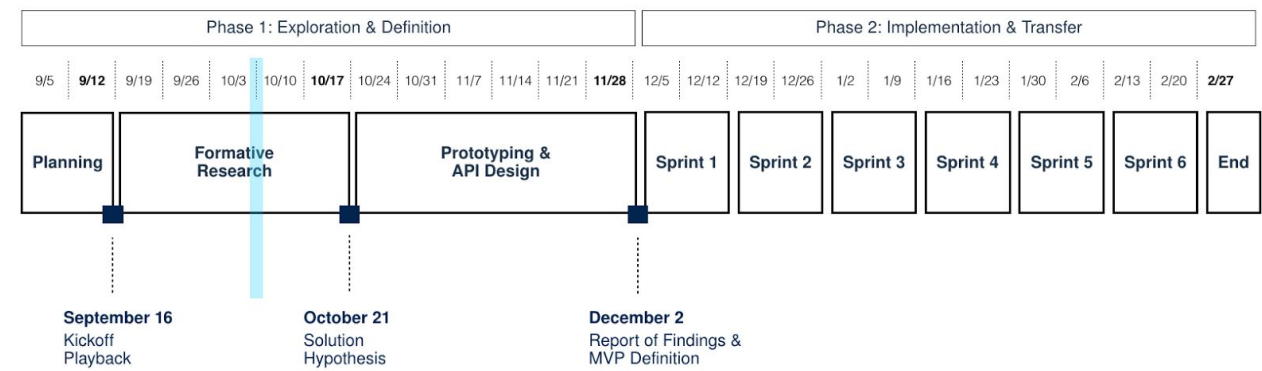 Phase 1: Exploration & Definition
Phase 2: Implementation & Transfer
9/5 9/12 9/19 9/26 10/3 10/10 10/17 10/24 10/31 11/7 11/14 11/21 11/28 12/5 12/12 12/19 12/26 1/2 1/9 1/16 1/23 1/30 2/6 2/13 2/20 2/27
Planning
Formative
Research
Prototyping &
API Design
Sprint 1
Sprint 2
Sprint 3
Sprint 4
Sprint 5
Sprint 6
End
September 16
Kickoff
Playback
October 21
Solution
Hypothesis
December 2
Report of Findings &
MVP Definition